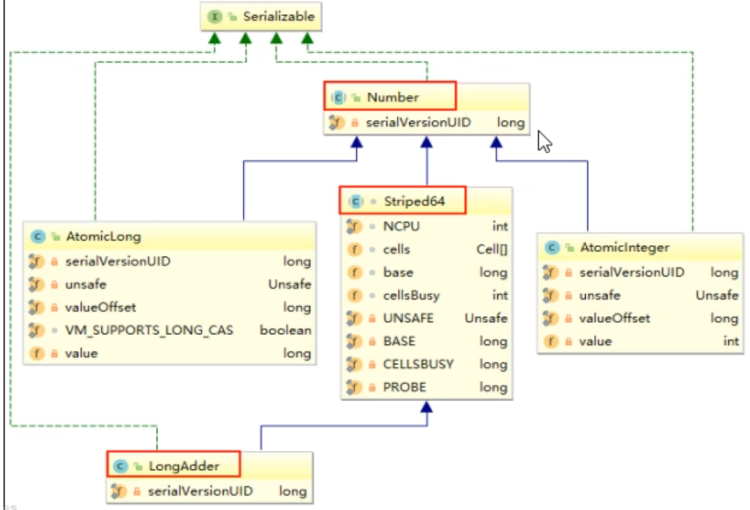 Serializable
Number
serialVersionUID long
AtomicLong
serialVersionUID long
unsafe Unsafe
valueOffset long
VM_SUPPORTS_LONG_CAS boolean
value long
Striped64
NCPU int
cells Cell[]
base long
cellsBusy int
UNSAFE Unsafe
BASE long
CELLSBUSY long
PROBE long
AtomicInteger
serialVersionUID long
unsafe Unsafe
valueOffset long
value int
LongAdder
serialVersionUID long